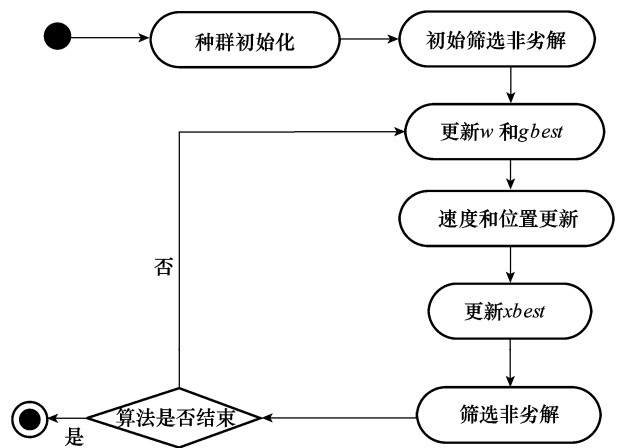 种群初始化
初始筛选非劣解
更新w 和gbest
速度和位置更新
否
更新xbest
算法是否结束
筛选非劣解
是